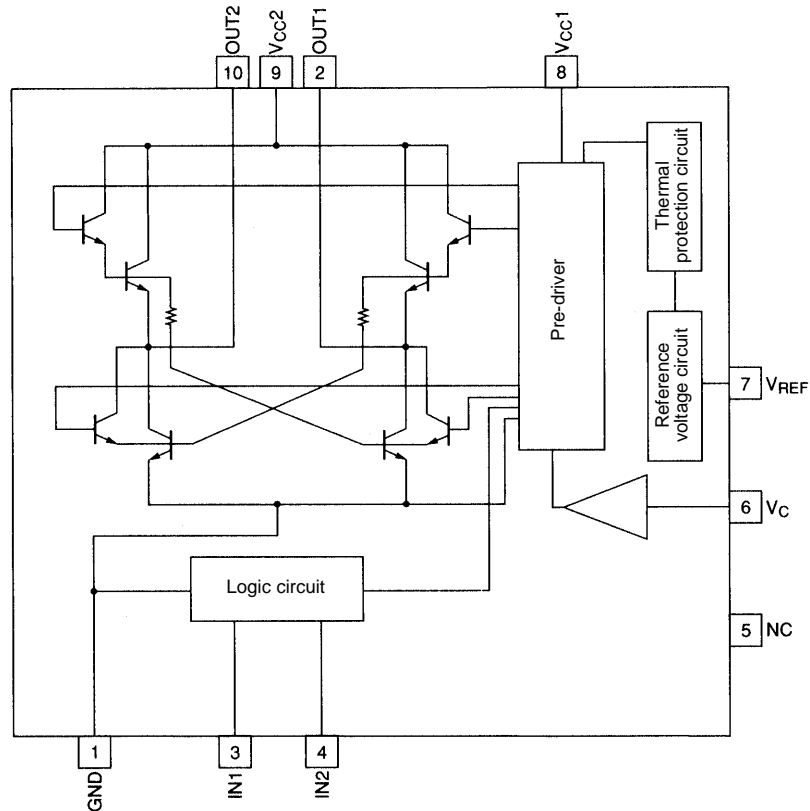 OUT2
VCC2
OUT1
VCC1
10
9
2
8
Thermal
protection circuit
Pre-driver
Reference
voltage circuit
7
VREF
6
VC
Logic circuit
5
NC
1
3
4
GND
IN1
IN2